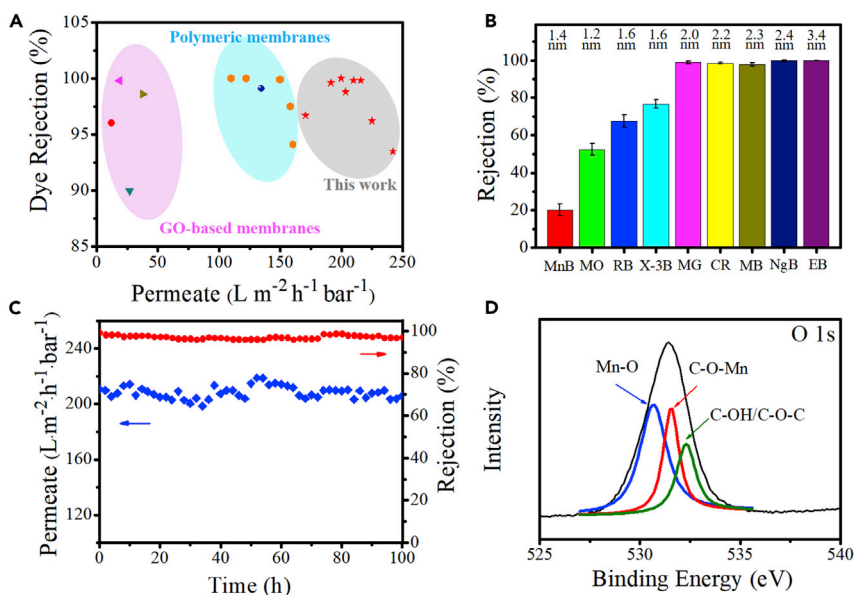 A
105
100
95
90
85
Dye Rejection (%)
Polymeric membranes
This work
GO-based membranes
0
50
100
150
200
250
Permeate (L m⁻² h⁻¹ bar⁻¹)
B
1.4 1.2 1.6 1.6 2.0 2.2 2.3 2.4 3.4
nm nm nm nm nm nm nm nm nm
100
80
60
40
20
0
Rejection (%)
MnB MO RB X-3B MG CR MB NgB EB
C
240
200
160
120
Permeate (L·m⁻²·h⁻¹·bar⁻¹)
100
80
60
40
20
0
Rejection (%)
0 20 40 60 80 100
Time (h)
D
O 1s
Mn-O
C-O-Mn
C-OH/C-O-C
Intensity
525 530 535 540
Binding Energy (eV)